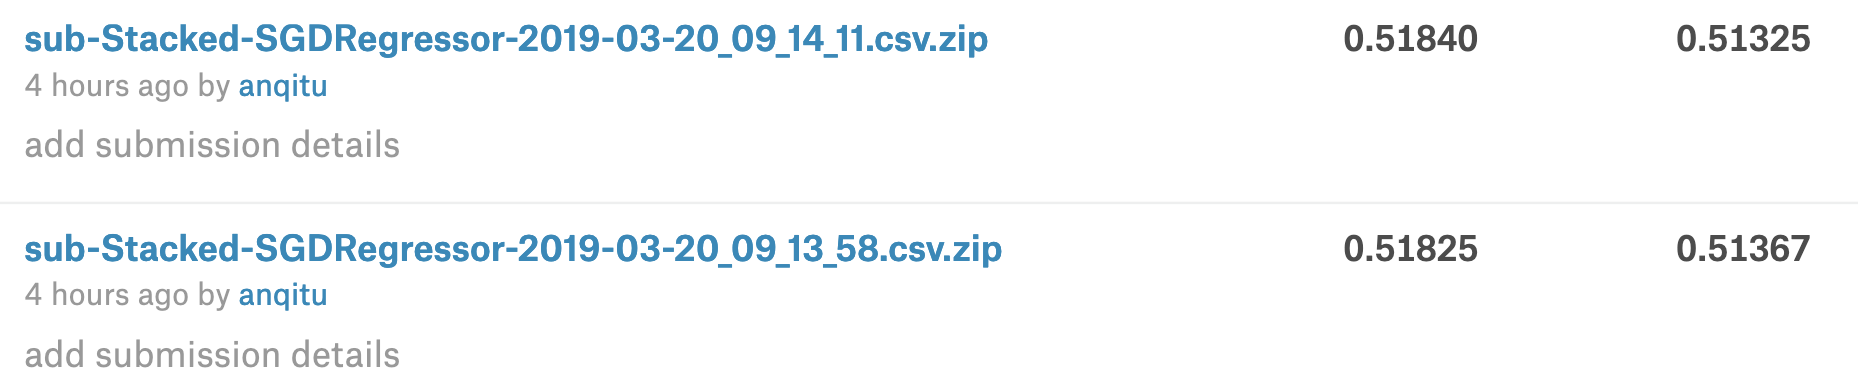 sub-Stacked-SGDRegressor-2019-03-20_09_14_11.csv.zip 0.51840 0.51325
4 hours ago by anqitu
add submission details
sub-Stacked-SGDRegressor-2019-03-20_09_13_58.csv.zip 0.51825 0.51367
4 hours ago by anqitu
add submission details